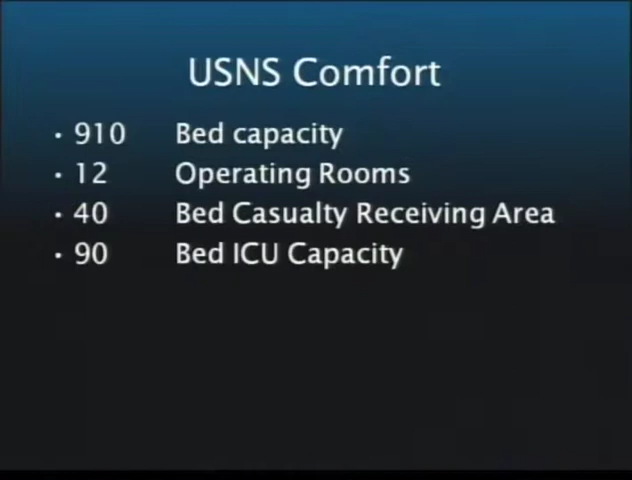 USNS Comfort
• 910 Bed capacity
• 12 Operating Rooms
• 40 Bed Casualty Receiving Area
• 90 Bed ICU Capacity